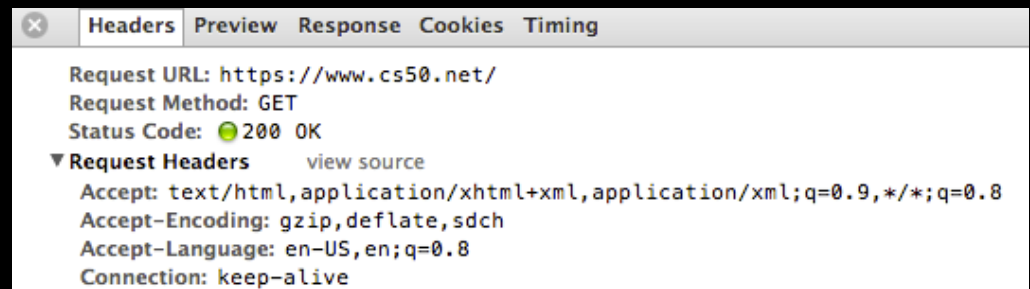 Headers Preview Response Cookies Timing
Request URL: https://www.cs50.net/
Request Method: GET
Status Code: 200 OK
Request Headers view source
Accept: text/html,application/xhtml+xml,application/xml;q=0.9,*/*;q=0.8
Accept-Encoding: gzip,deflate,sdch
Accept-Language: en-US,en;q=0.8
Connection: keep-alive